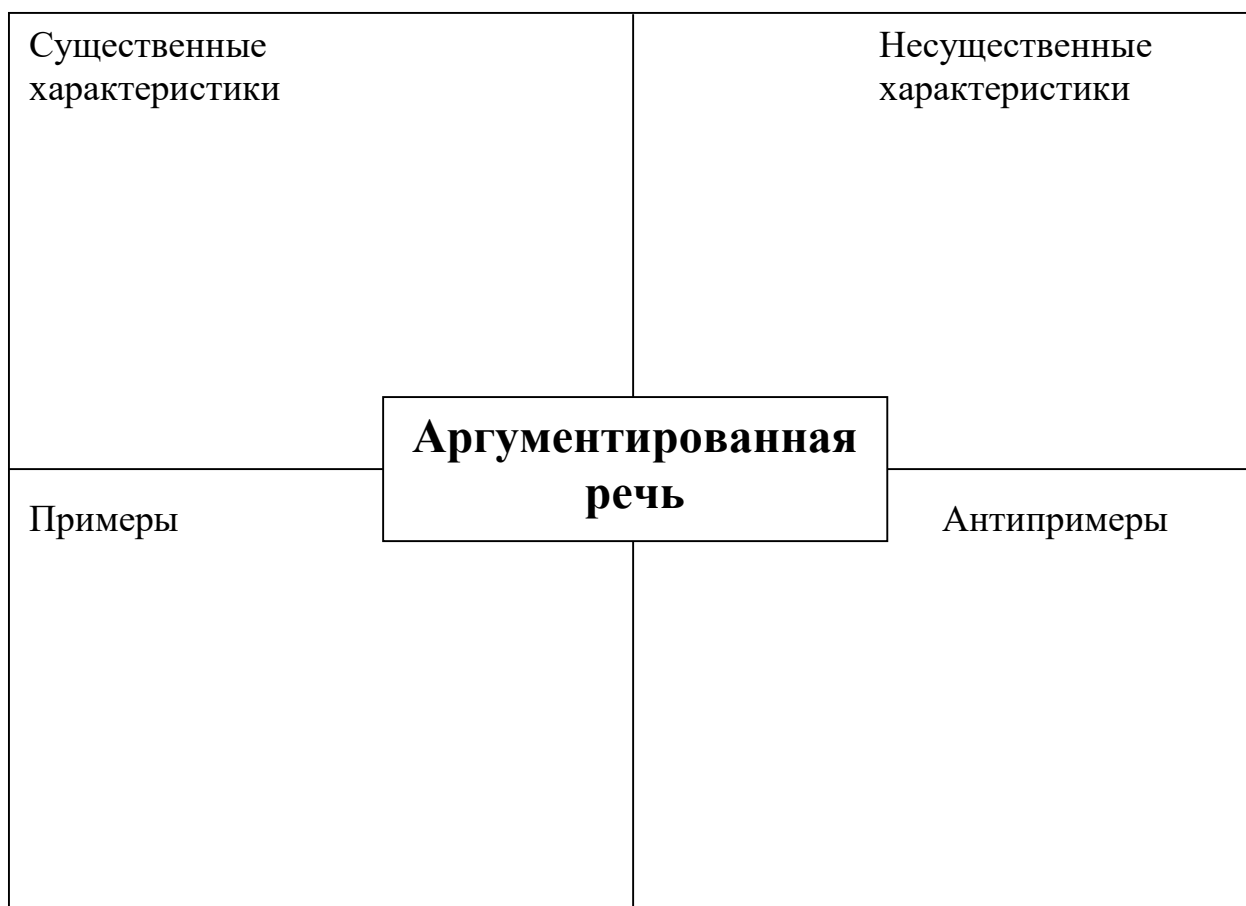 Существенные
характеристики
Несущественные
характеристики
Аргументированная
речь
Примеры
Антипримеры